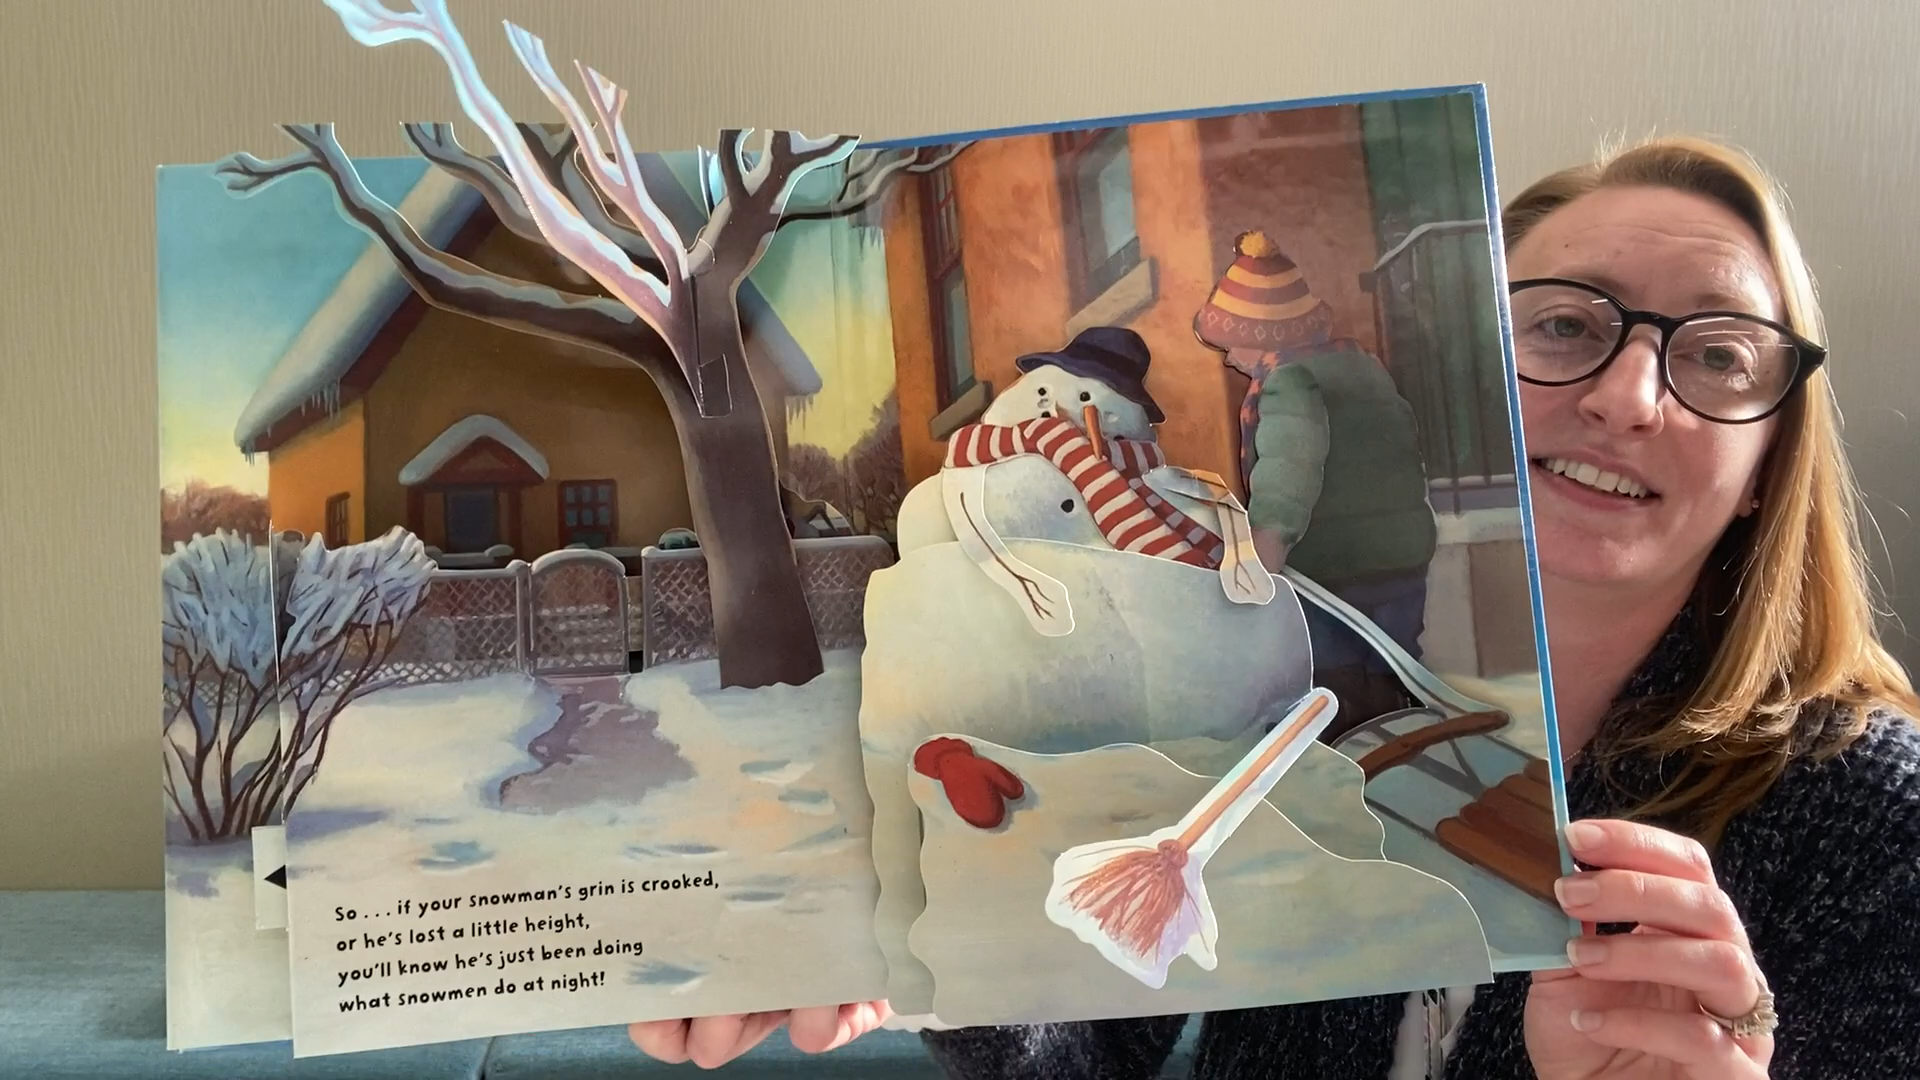 So . . . if your snowman's grin is crooked,
or he's lost a little height,
you'll know he's just been doing
what snowmen do at night!